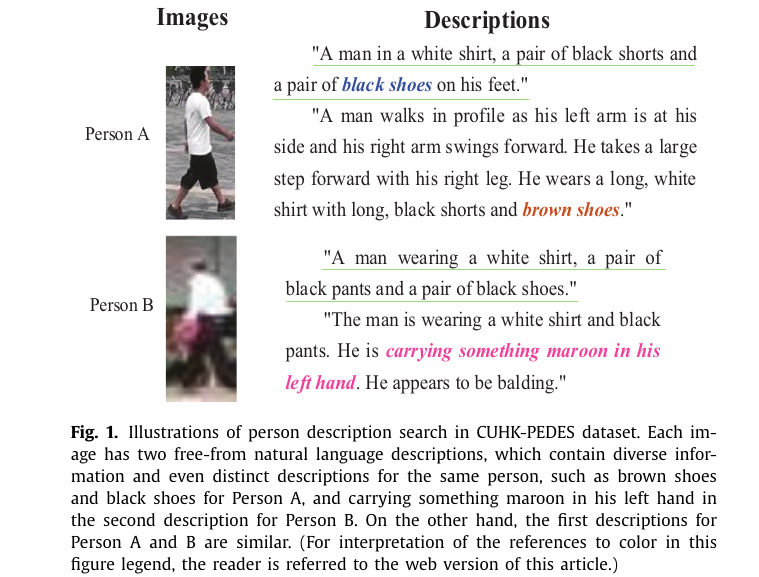 Images
Descriptions
Person A
"A man in a white shirt, a pair of black shorts and
a pair of black shoes on his feet."
"A man walks in profile as his left arm is at his
side and his right arm swings forward. He takes a large
step forward with his right leg. He wears a long, white
shirt with long, black shorts and brown shoes."
Person B
"A man wearing a white shirt, a pair of
black pants and a pair of black shoes."
"The man is wearing a white shirt and black
pants. He is carrying something maroon in his
left hand. He appears to be balding."
Fig. 1. Illustrations of person description search in CUHK-PEDES dataset. Each im-
age has two free-from natural language descriptions, which contain diverse infor-
mation and even distinct descriptions for the same person, such as brown shoes
and black shoes for Person A, and carrying something maroon in his left hand in
the second description for Person B. On the other hand, the first descriptions for
Person A and B are similar. (For interpretation of the references to color in this
figure legend, the reader is referred to the web version of this article.)